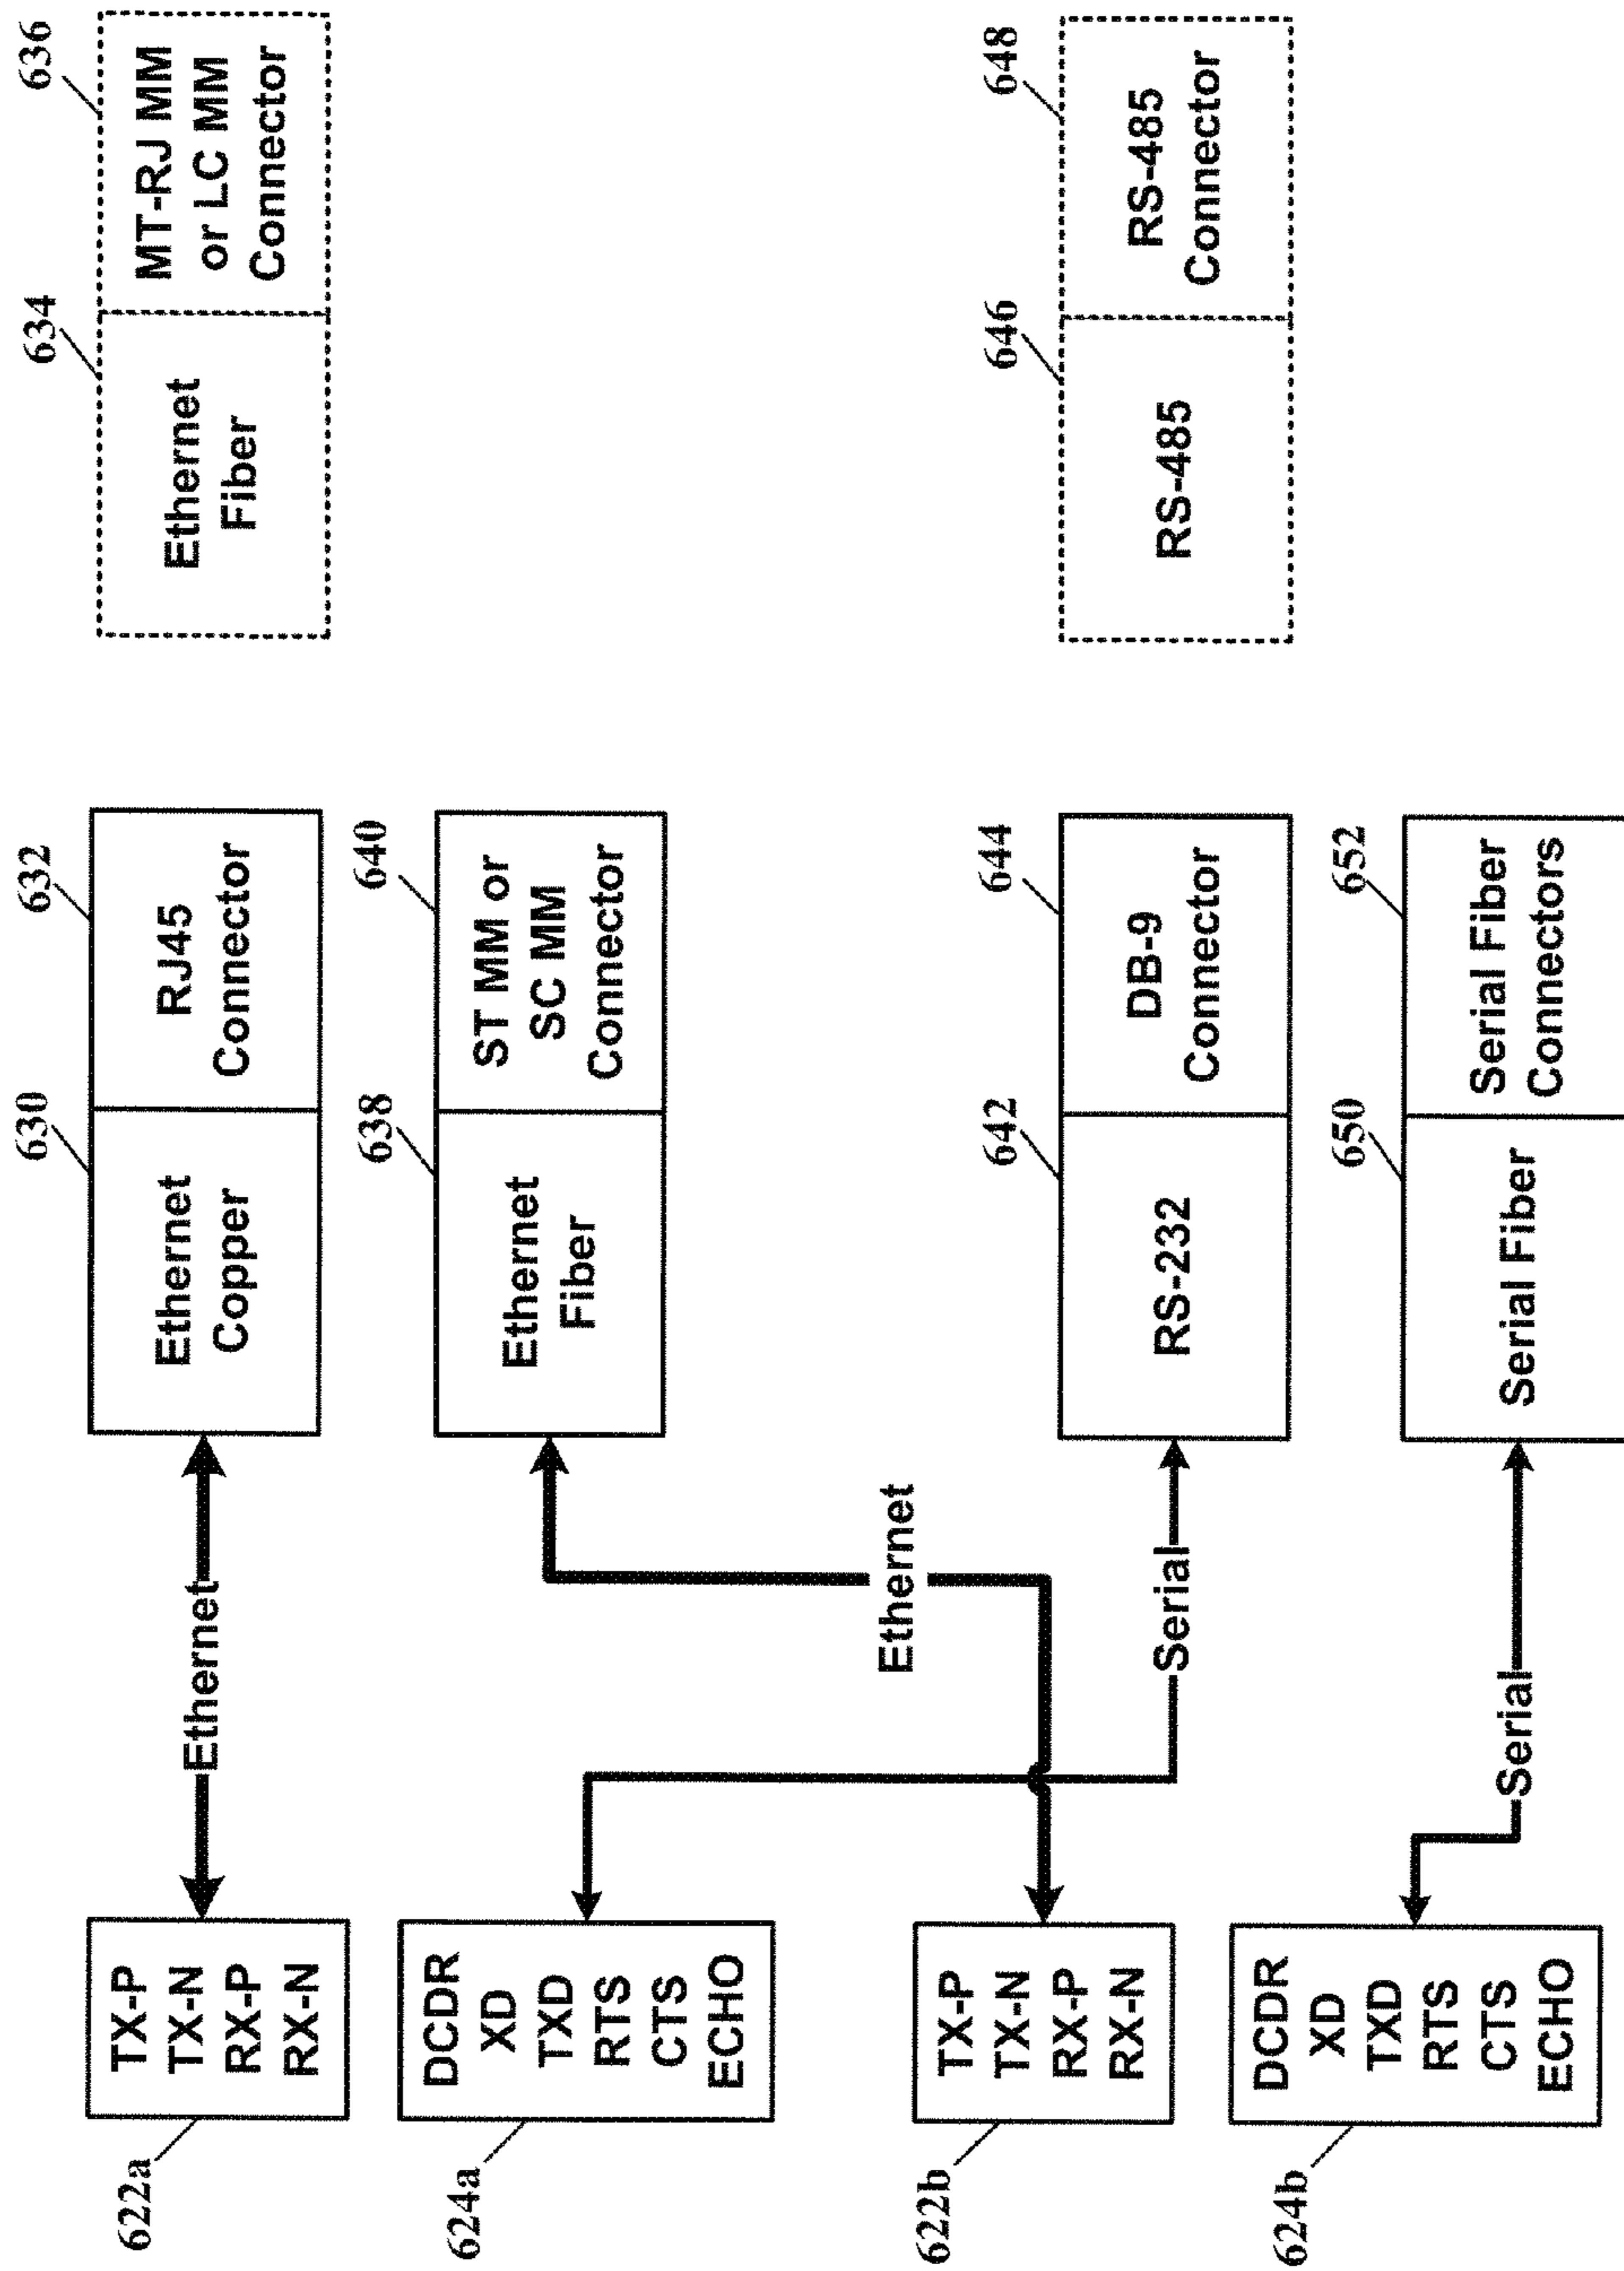 622a
TX-P
TX-N
RX-P
RX-N
Ethernet
630
Ethernet
Copper
632
RJ45
Connector
634
Ethernet
Fiber
636
MT-RJ MM
or LC MM
Connector
624a
DCDR
XD
TXD
RTS
CTS
ECHO
638
Ethernet
Fiber
640
ST MM or
SC MM
Connector
Ethernet
622b
TX-P
TX-N
RX-P
RX-N
Serial
642
RS-232
644
DB-9
Connector
646
RS-485
648
RS-485
Connector
624b
DCDR
XD
TXD
RTS
CTS
ECHO
Serial
650
Serial Fiber
652
Serial Fiber
Connectors